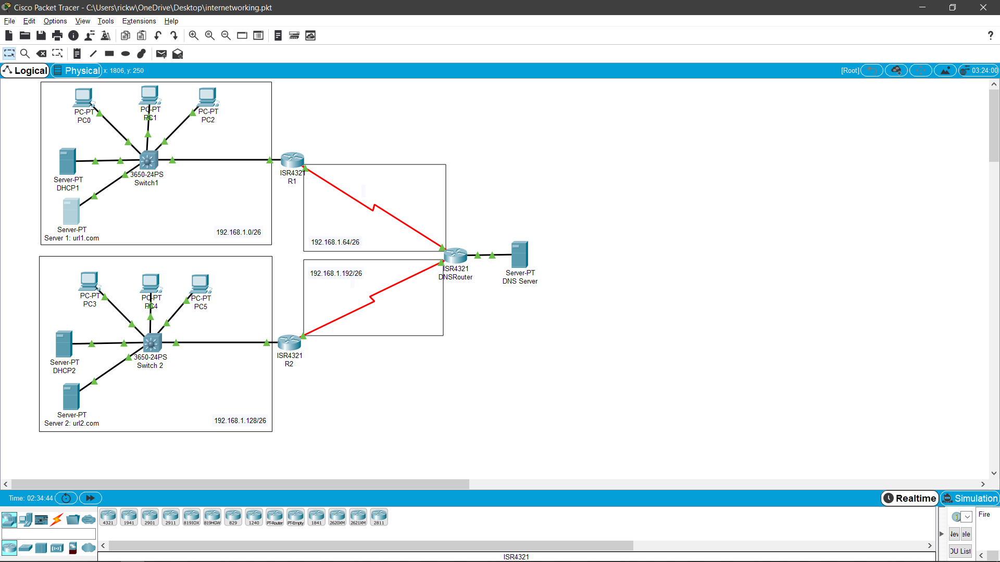 Cisco Packet Tracer - C:\Users\rickw\OneDrive\Desktop\internetworking.pkt
File Edit Options View Tools Extensions Help
?
Logical Physical x: 1806, y: 250 [Root] 03:24:00
PC-PT
PC0
PC-PT
PC1
PC-PT
PC2
Server-PT
DHCP1
3650-24PS
Switch1
Server-PT
Server 1: url1.com
192.168.1.0/26
ISR4321
R1
192.168.1.64/26
192.168.1.192/26
ISR4321
DNSRouter
Server-PT
DNS Server
PC-PT
PC3
PC-PT
PC4
PC-PT
PC5
Server-PT
DHCP2
3650-24PS
Switch 2
Server-PT
Server 2: url2.com
192.168.1.128/26
ISR4321
R2
Time: 02:34:44 Realtime Simulation
4321 1941 2901 2911 819IOX 819HGW 829 1240 PT-Router PT-Empty 1841 2620XM 2621XM 2811
Fire
ele
DU List
ISR4321